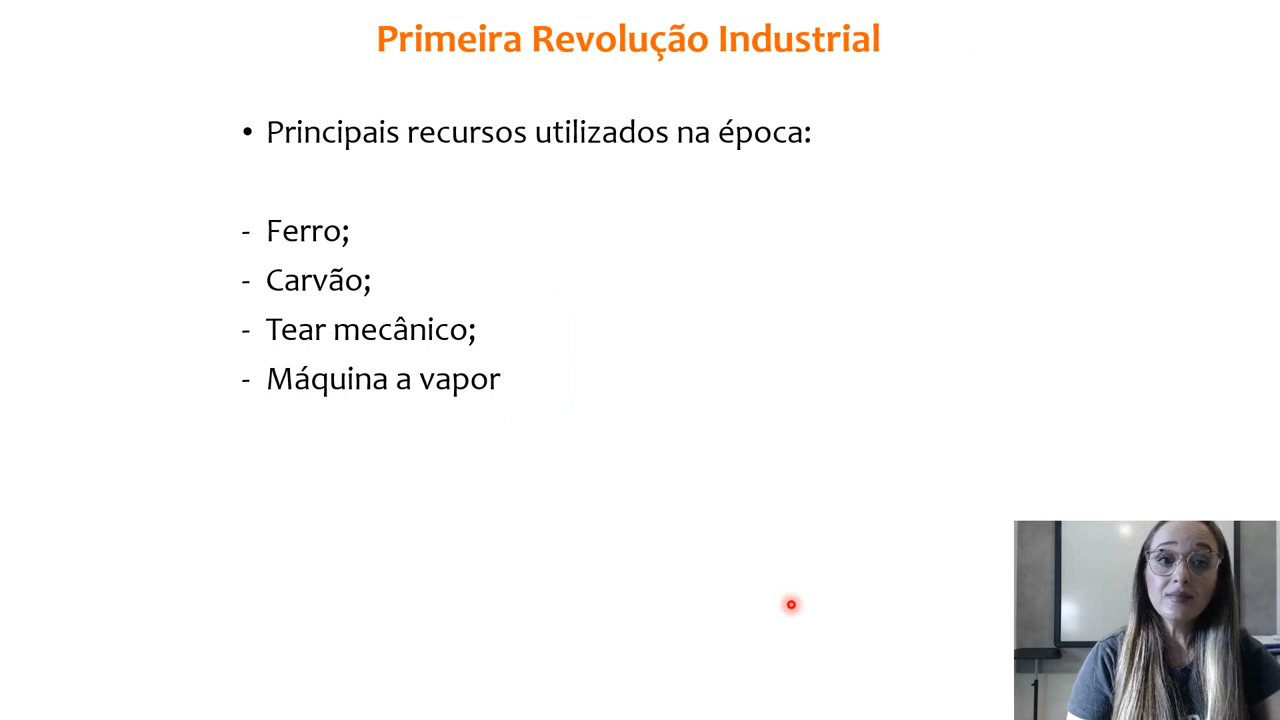 Primeira Revolução Industrial
• Principais recursos utilizados na época:
- Ferro;
- Carvão;
- Tear mecânico;
- Máquina a vapor